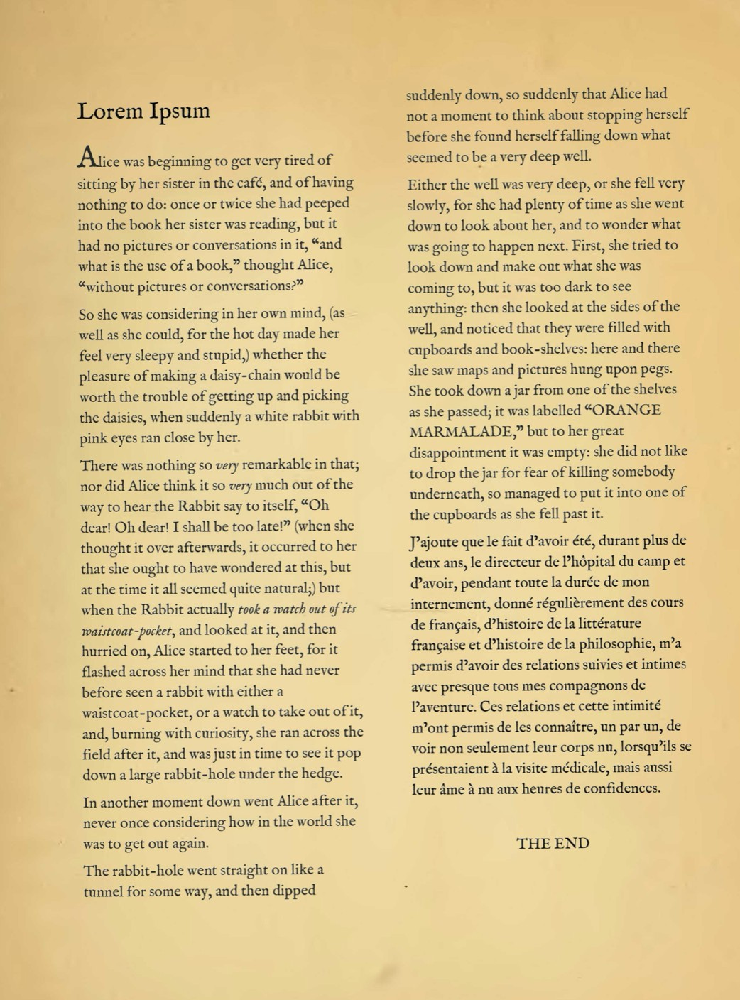 Lorem Ipsum
Alice was beginning to get very tired of
sitting by her sister in the café, and of having
nothing to do: once or twice she had peeped
into the book her sister was reading, but it
had no pictures or conversations in it, “and
what is the use of a book,” thought Alice,
“without pictures or conversations?”
So she was considering in her own mind, (as
well as she could, for the hot day made her
feel very sleepy and stupid,) whether the
pleasure of making a daisy-chain would be
worth the trouble of getting up and picking
the daisies, when suddenly a white rabbit with
pink eyes ran close by her.
There was nothing so very remarkable in that;
nor did Alice think it so very much out of the
way to hear the Rabbit say to itself, “Oh
dear! Oh dear! I shall be too late!” (when she
thought it over afterwards, it occurred to her
that she ought to have wondered at this, but
at the time it all seemed quite natural;) but
when the Rabbit actually took a watch out of its
waistcoat-pocket, and looked at it, and then
hurried on, Alice started to her feet, for it
flashed across her mind that she had never
before seen a rabbit with either a
waistcoat-pocket, or a watch to take out of it,
and, burning with curiosity, she ran across the
field after it, and was just in time to see it pop
down a large rabbit-hole under the hedge.
In another moment down went Alice after it,
never once considering how in the world she
was to get out again.
The rabbit-hole went straight on like a
tunnel for some way, and then dipped
suddenly down, so suddenly that Alice had
not a moment to think about stopping herself
before she found herself falling down what
seemed to be a very deep well.
Either the well was very deep, or she fell very
slowly, for she had plenty of time as she went
down to look about her, and to wonder what
was going to happen next. First, she tried to
look down and make out what she was
coming to, but it was too dark to see
anything: then she looked at the sides of the
well, and noticed that they were filled with
cupboards and book-shelves: here and there
she saw maps and pictures hung upon pegs.
She took down a jar from one of the shelves
as she passed; it was labelled “ORANGE
MARMALADE,” but to her great
disappointment it was empty: she did not like
to drop the jar for fear of killing somebody
underneath, so managed to put it into one of
the cupboards as she fell past it.
J’ajoute que le fait d’avoir été, durant plus de
deux ans, le directeur de l’hôpital du camp et
d’avoir, pendant toute la durée de mon
internement, donné régulièrement des cours
de français, d’histoire de la littérature
française et d’histoire de la philosophie, m’a
permis d’avoir des relations suivies et intimes
avec presque tous mes compagnons de
l’aventure. Ces relations et cette intimité
m’ont permis de les connaître, un par un, de
voir non seulement leur corps nu, lorsqu’ils se
présentaient à la visite médicale, mais aussi
leur âme à nu aux heures de confidences.
THE END